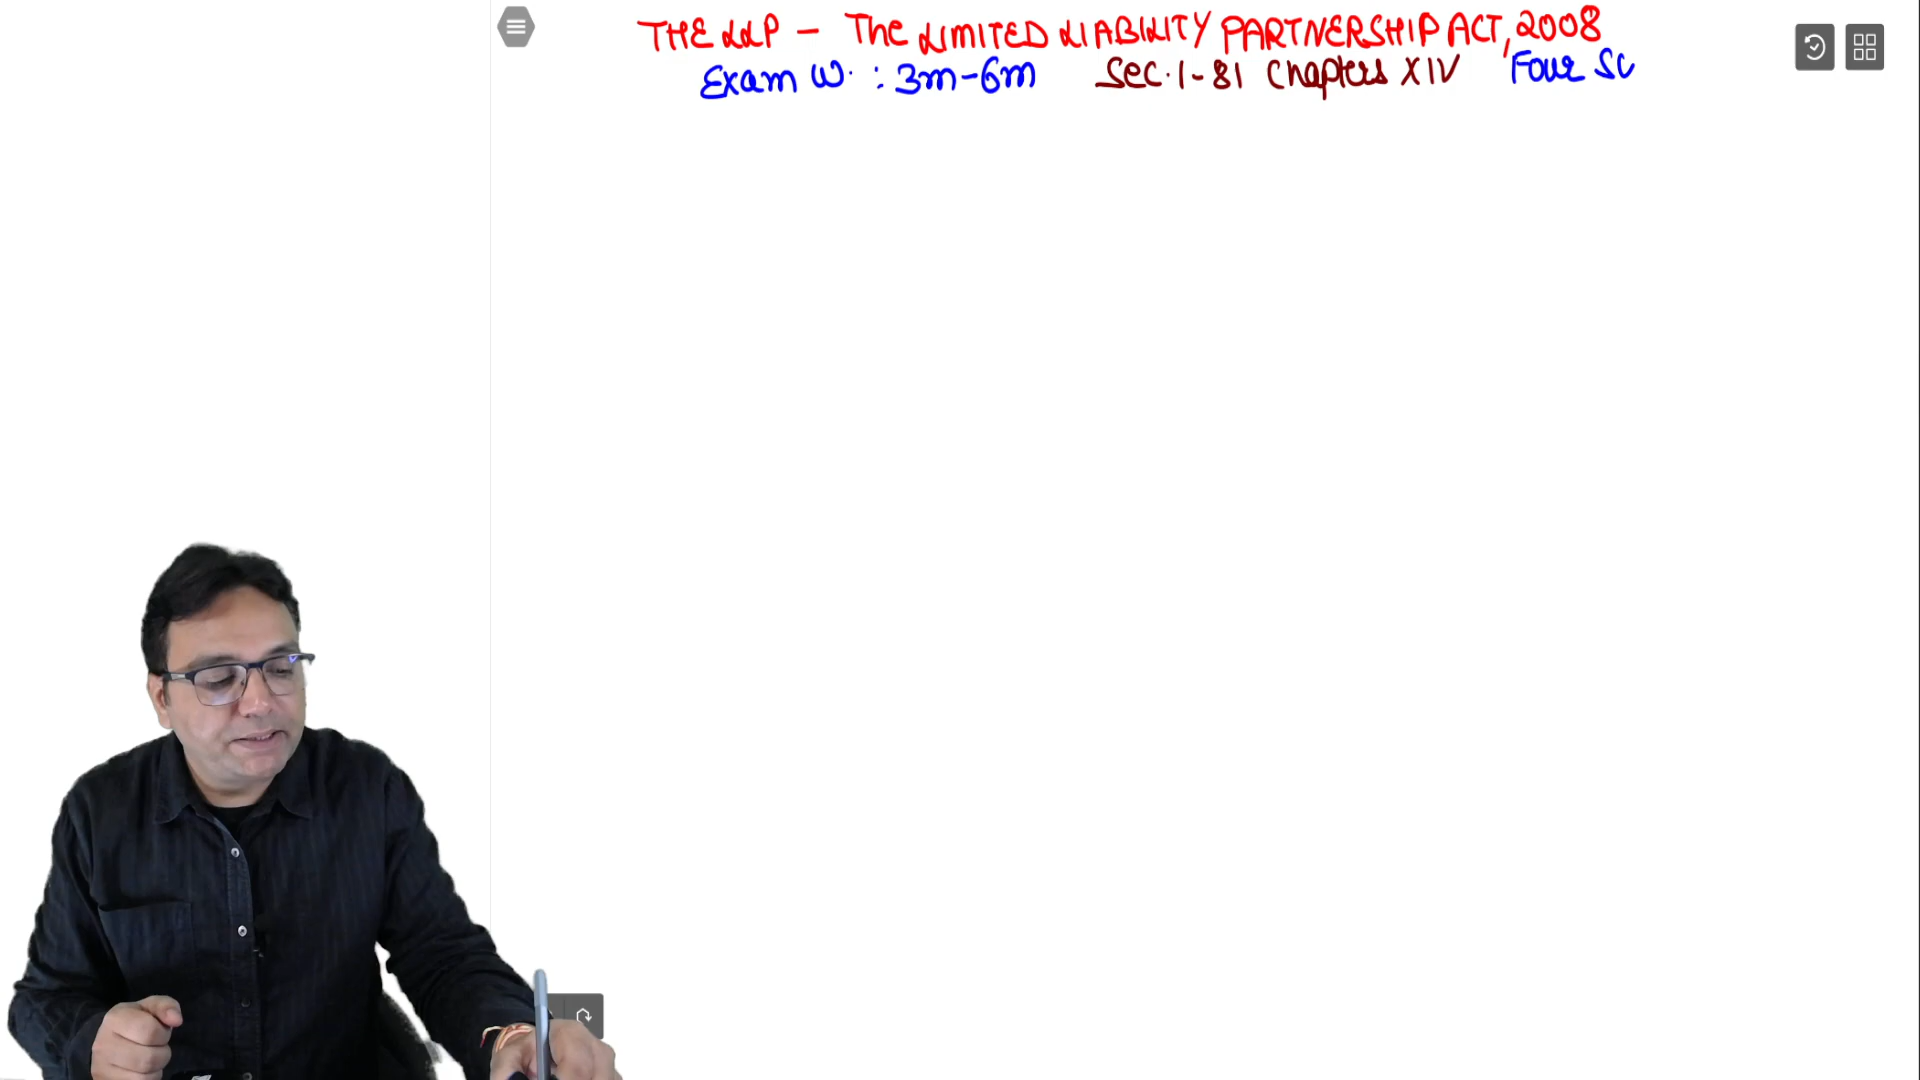 THE LLP - The LIMITED LIABILITY PARTNERSHIP ACT, 2008
Exam W. : 3m-6m Sec. 1-81 Chapters XIV Four Sc